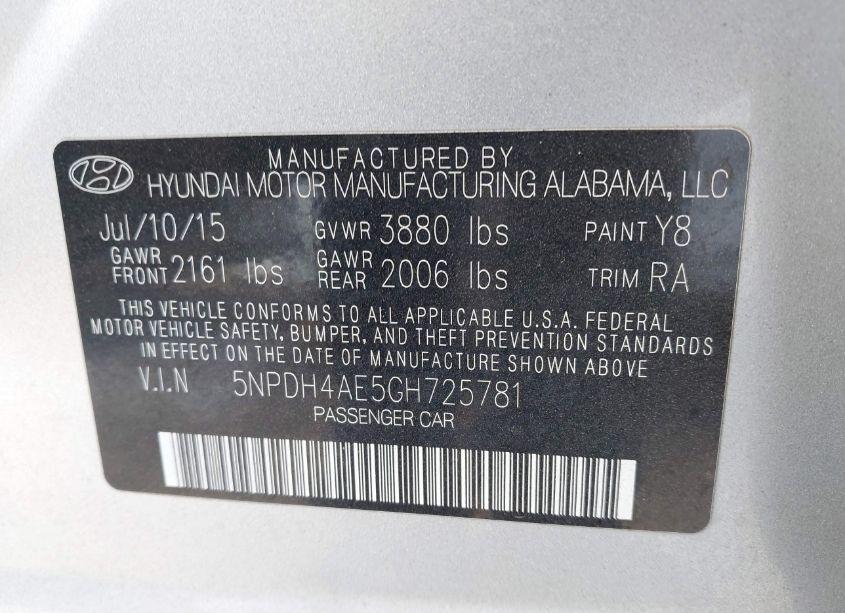 MANUFACTURED BY
HYUNDAI MOTOR MANUFACTURING ALABAMA, LLC
Jul/10/15 GVWR 3880 lbs PAINT Y8
GAWR FRONT 2161 lbs GAWR REAR 2006 lbs TRIM RA
THIS VEHICLE CONFORMS TO ALL APPLICABLE U.S.A. FEDERAL
MOTOR VEHICLE SAFETY, BUMPER, AND THEFT PREVENTION STANDARDS
IN EFFECT ON THE DATE OF MANUFACTURE SHOWN ABOVE
V.I.N 5NPDH4AE5GH725781
PASSENGER CAR